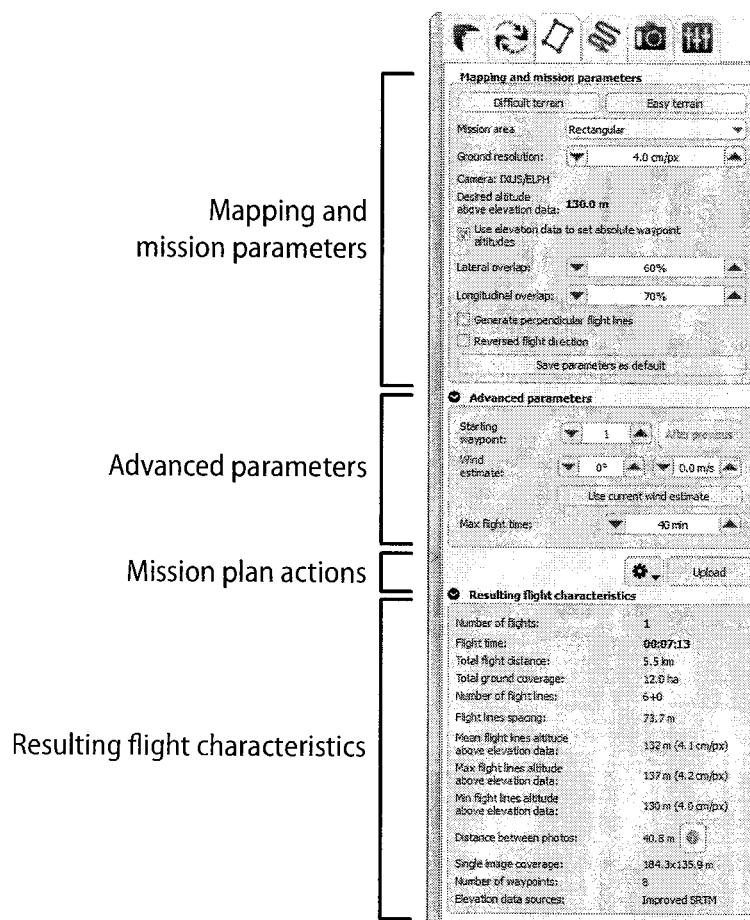 Mapping and mission parameters
Difficult terrain Easy terrain
Mission area Rectangular
Ground resolution: 4.0 cm/px
Camera: IXUS/ELPH
Desired altitude
above elevation data: 130.0 m
Use elevation data to set absolute waypoint
altitudes
Lateral overlap: 60%
Longitudinal overlap: 70%
Generate perpendicular flight lines
Reversed flight direction
Save parameters as default
Mapping and
mission parameters
Advanced parameters
Starting
waypoint: 1 After previous
Wind
estimate: 0° 0.0 m/s
Use current wind estimate
Max flight time: 40 min
Advanced parameters
Upload
Mission plan actions
Resulting flight characteristics
Number of flights: 1
Flight time: 00:07:13
Total flight distance: 5.5 km
Total ground coverage: 12.0 ha
Number of flight lines: 6+0
Flight lines spacing: 73.7 m
Mean flight lines altitude
above elevation data: 132 m (4.1 cm/px)
Max flight lines altitude
above elevation data: 137 m (4.2 cm/px)
Min flight lines altitude
above elevation data: 130 m (4.0 cm/px)
Distance between photos: 40.8 m
Single image coverage: 184.3x135.9 m
Number of waypoints: 8
Elevation data sources: Improved SRTM
Resulting flight characteristics